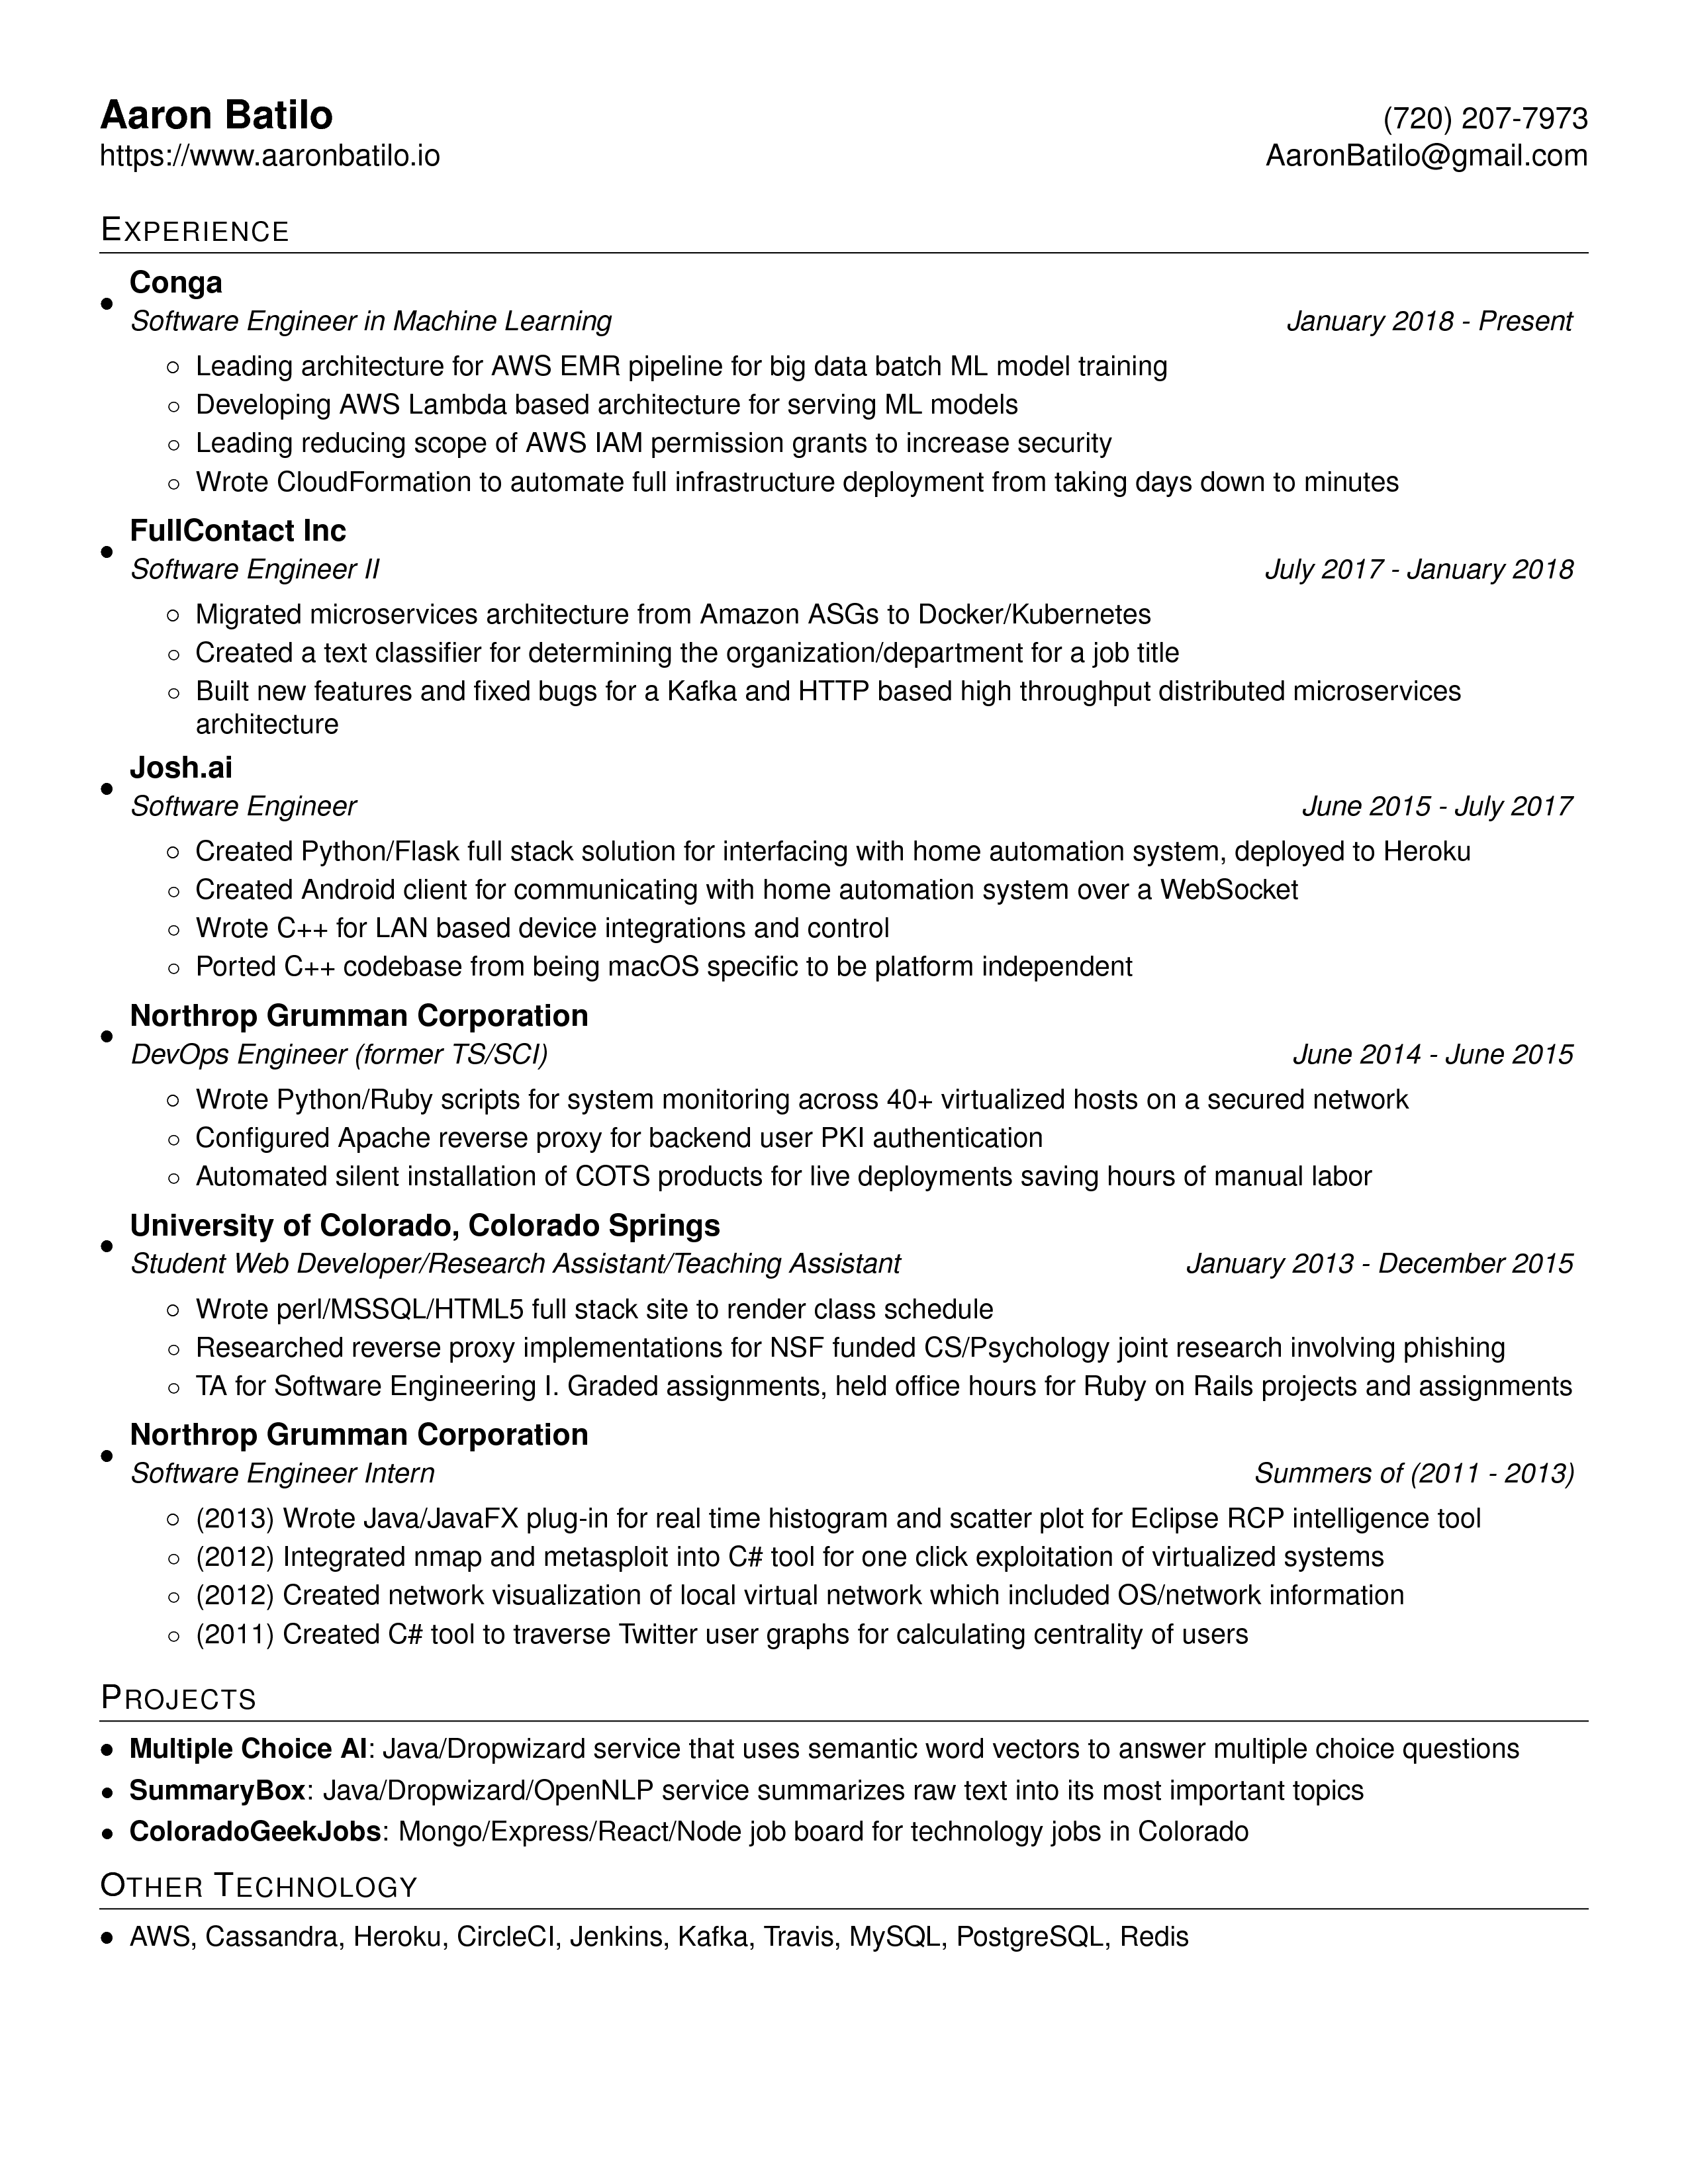 Aaron Batilo
(720) 207-7973
https://www.aaronbatilo.io
AaronBatilo@gmail.com
EXPERIENCE
• Conga
Software Engineer in Machine Learning January 2018 - Present
◦ Leading architecture for AWS EMR pipeline for big data batch ML model training
◦ Developing AWS Lambda based architecture for serving ML models
◦ Leading reducing scope of AWS IAM permission grants to increase security
◦ Wrote CloudFormation to automate full infrastructure deployment from taking days down to minutes
• FullContact Inc
Software Engineer II July 2017 - January 2018
◦ Migrated microservices architecture from Amazon ASGs to Docker/Kubernetes
◦ Created a text classifier for determining the organization/department for a job title
◦ Built new features and fixed bugs for a Kafka and HTTP based high throughput distributed microservices
architecture
• Josh.ai
Software Engineer June 2015 - July 2017
◦ Created Python/Flask full stack solution for interfacing with home automation system, deployed to Heroku
◦ Created Android client for communicating with home automation system over a WebSocket
◦ Wrote C++ for LAN based device integrations and control
◦ Ported C++ codebase from being macOS specific to be platform independent
• Northrop Grumman Corporation
DevOps Engineer (former TS/SCI) June 2014 - June 2015
◦ Wrote Python/Ruby scripts for system monitoring across 40+ virtualized hosts on a secured network
◦ Configured Apache reverse proxy for backend user PKI authentication
◦ Automated silent installation of COTS products for live deployments saving hours of manual labor
• University of Colorado, Colorado Springs
Student Web Developer/Research Assistant/Teaching Assistant January 2013 - December 2015
◦ Wrote perl/MSSQL/HTML5 full stack site to render class schedule
◦ Researched reverse proxy implementations for NSF funded CS/Psychology joint research involving phishing
◦ TA for Software Engineering I. Graded assignments, held office hours for Ruby on Rails projects and assignments
• Northrop Grumman Corporation
Software Engineer Intern Summers of (2011 - 2013)
◦ (2013) Wrote Java/JavaFX plug-in for real time histogram and scatter plot for Eclipse RCP intelligence tool
◦ (2012) Integrated nmap and metasploit into C# tool for one click exploitation of virtualized systems
◦ (2012) Created network visualization of local virtual network which included OS/network information
◦ (2011) Created C# tool to traverse Twitter user graphs for calculating centrality of users
PROJECTS
• Multiple Choice AI: Java/Dropwizard service that uses semantic word vectors to answer multiple choice questions
• SummaryBox: Java/Dropwizard/OpenNLP service summarizes raw text into its most important topics
• ColoradoGeekJobs: Mongo/Express/React/Node job board for technology jobs in Colorado
OTHER TECHNOLOGY
• AWS, Cassandra, Heroku, CircleCI, Jenkins, Kafka, Travis, MySQL, PostgreSQL, Redis